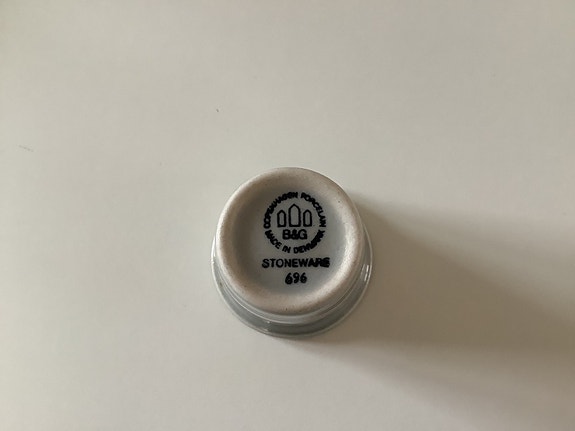 COPENHAGEN PORCELAIN
B&G
MADE IN DENMARK
STONEWARE
696